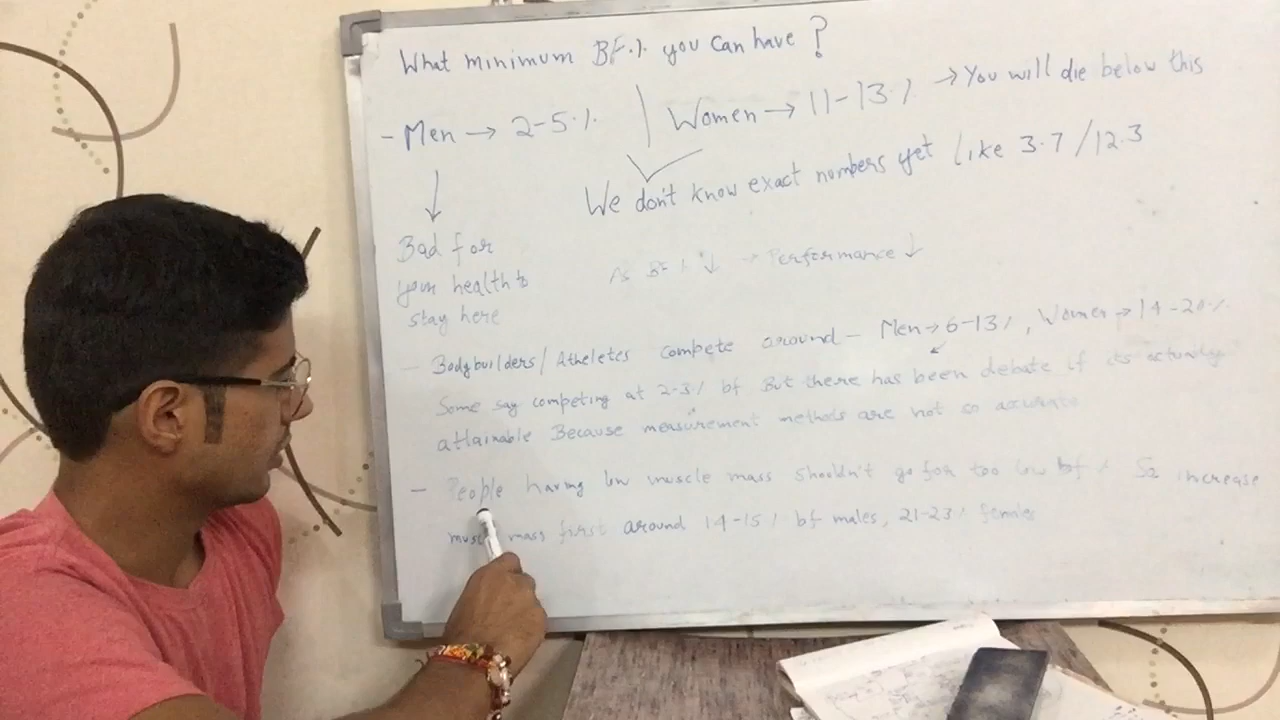 What minimum BF.% you can have ?
- Men → 2-5% | Women → 11-13% → You will die below this
We don't know exact numbers yet like 3.7/12.3
Bad for
your health to
stay here
As BF% ↓ → Performance ↓
- Bodybuilders/Atheletes compete around - Men → 6-13%, Women → 14-20%
Some say competing at 2-3% bf But there has been debate if its actually
attainable Because measurement methods are not so accurate
- People having low muscle mass shouldn't go for too low bf % So increase
muscle mass first around 14-15% bf males, 21-23% females